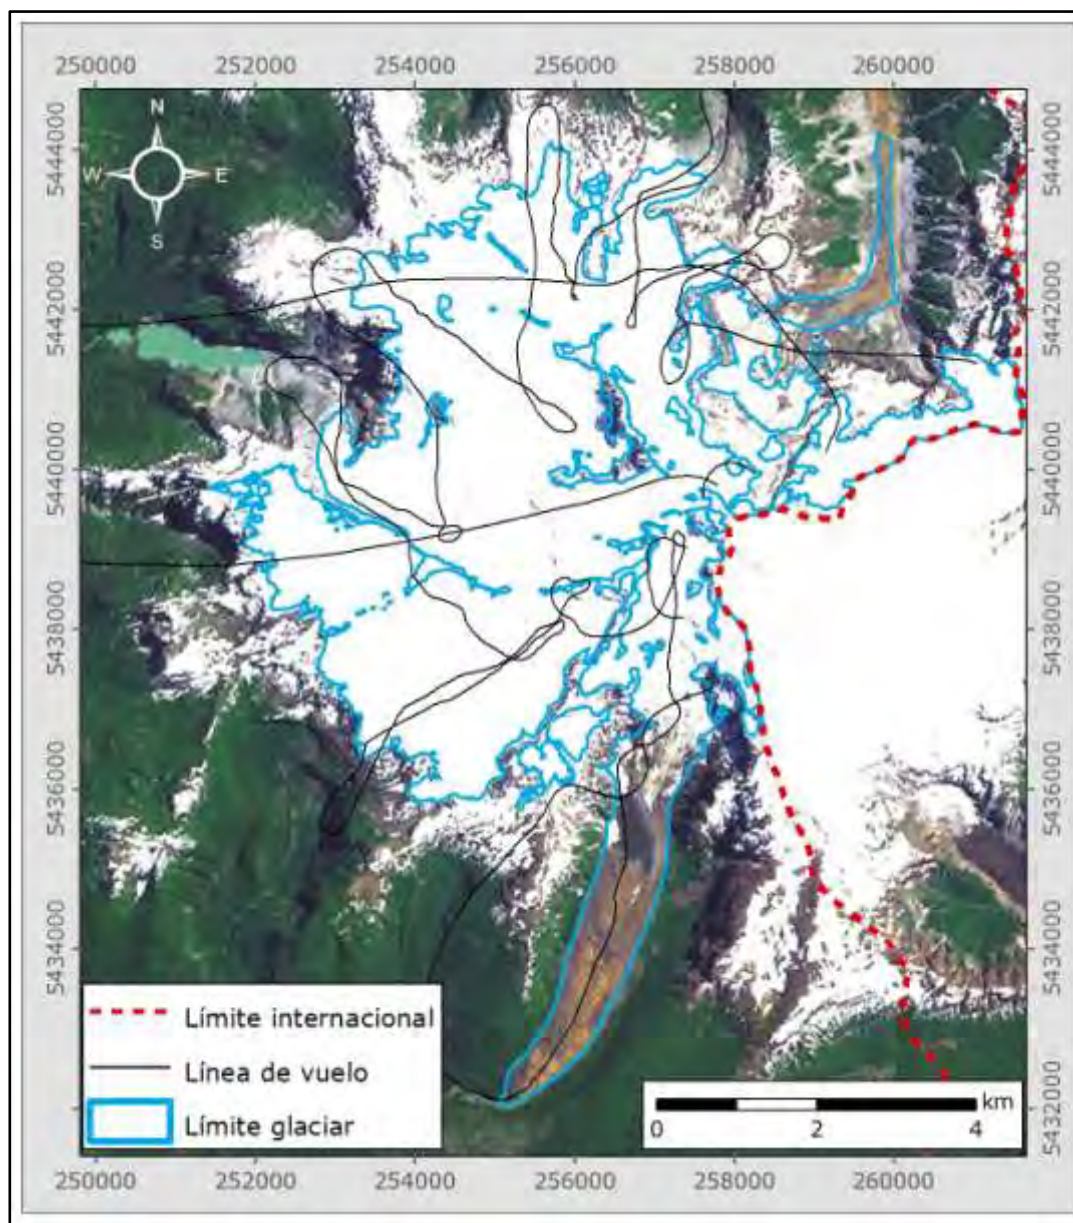 250000 252000 254000 256000 258000 260000
N
W E
S
5444000 5444000
5442000 5442000
5440000 5440000
5438000 5438000
5436000 5436000
5434000 5434000
5432000
Límite internacional
Línea de vuelo
Límite glaciar
km
0 2 4
250000 252000 254000 256000 258000 260000